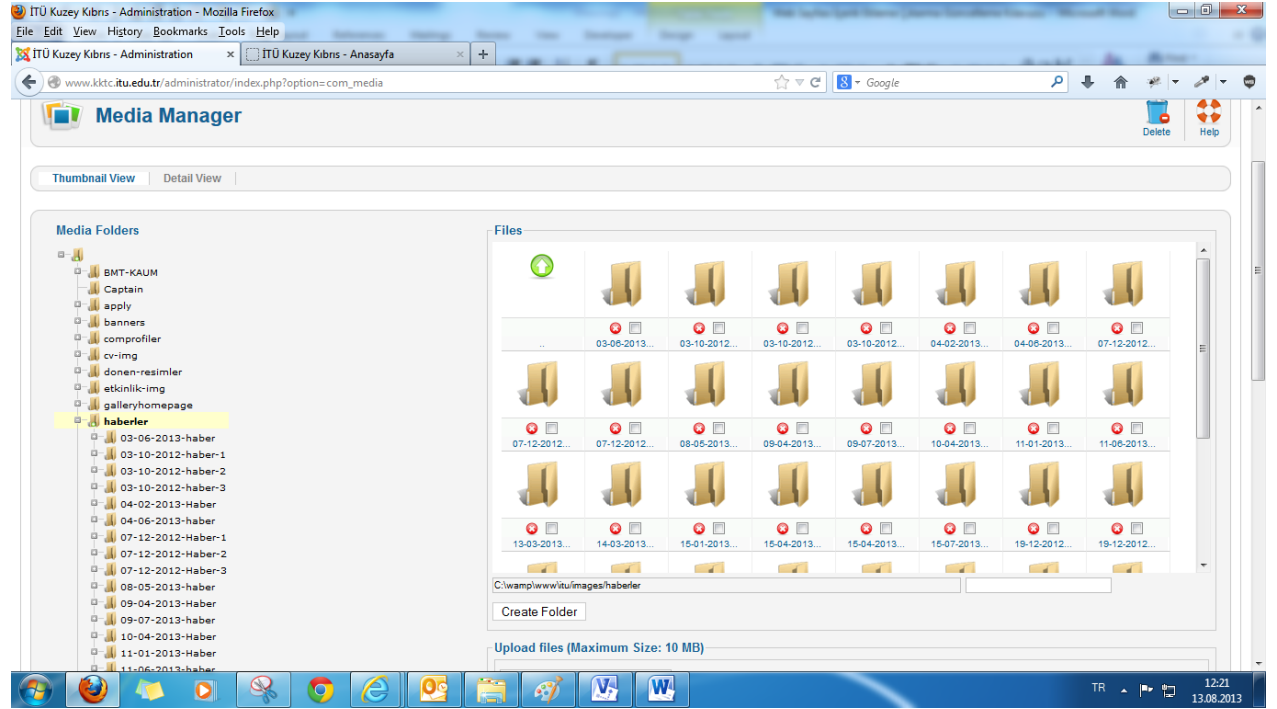 İTÜ Kuzey Kıbrıs - Administration - Mozilla Firefox
File Edit View History Bookmarks Tools Help
İTÜ Kuzey Kıbrıs - Administration × İTÜ Kuzey Kıbrıs - Anasayfa × +
www.kktc.itu.edu.tr/administrator/index.php?option=com_media 8 Google
Media Manager
Delete Help
Thumbnail View Detail View
Media Folders
BMT-KAUM
Captain
apply
banners
comprofiler
cv-img
donen-resimler
etkinlik-img
galleryhomepage
haberler
03-06-2013-haber
03-10-2012-haber-1
03-10-2012-haber-2
03-10-2012-haber-3
04-02-2013-Haber
04-06-2013-haber
07-12-2012-Haber-1
07-12-2012-Haber-2
07-12-2012-Haber-3
08-05-2013-haber
09-04-2013-Haber
09-07-2013-haber
10-04-2013-Haber
11-01-2013-Haber
11-06-2013-haber
Files
.. 03-06-2013... 03-10-2012... 03-10-2012... 03-10-2012... 04-02-2013... 04-06-2013... 07-12-2012...
07-12-2012... 07-12-2012... 08-05-2013... 09-04-2013... 09-07-2013... 10-04-2013... 11-01-2013... 11-06-2013...
13-03-2013... 14-03-2013... 15-01-2013... 15-04-2013... 15-04-2013... 15-07-2013... 19-12-2012... 19-12-2012...
C:\wamp\www\itu/images/haberler
Create Folder
Upload files (Maximum Size: 10 MB)
TR 12:21
13.08.2013